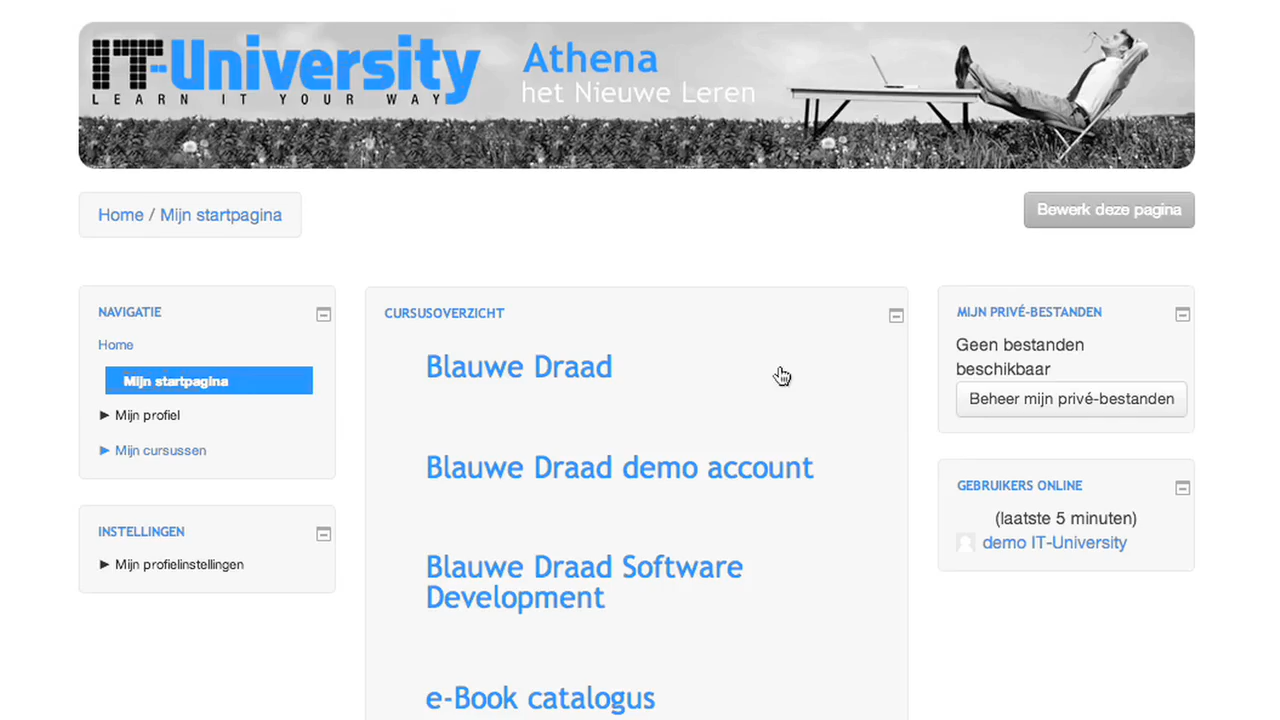 IT-University
LEARN IT YOUR WAY
Athena
het Nieuwe Leren
Home / Mijn startpagina
Bewerk deze pagina
NAVIGATIE
Home
Mijn startpagina
Mijn profiel
Mijn cursussen
INSTELLINGEN
Mijn profielinstellingen
CURSUSOVERZICHT
Blauwe Draad
Blauwe Draad demo account
Blauwe Draad Software
Development
e-Book catalogus
MIJN PRIVÉ-BESTANDEN
Geen bestanden
beschikbaar
Beheer mijn privé-bestanden
GEBRUIKERS ONLINE
(laatste 5 minuten)
demo IT-University